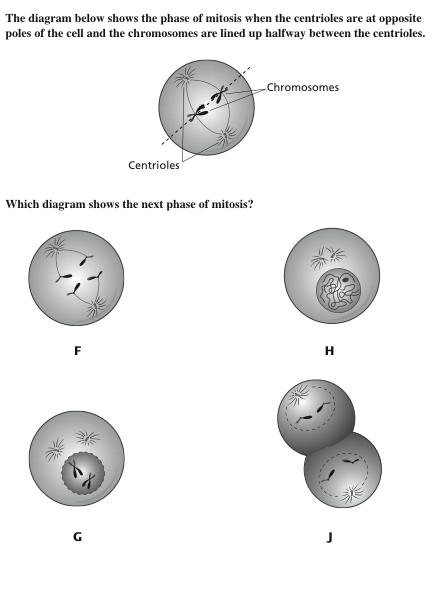 The diagram below shows the phase of mitosis when the centrioles are at opposite
poles of the cell and the chromosomes are lined up halfway between the centrioles.
Chromosomes
Centrioles
Which diagram shows the next phase of mitosis?
F
H
G
J